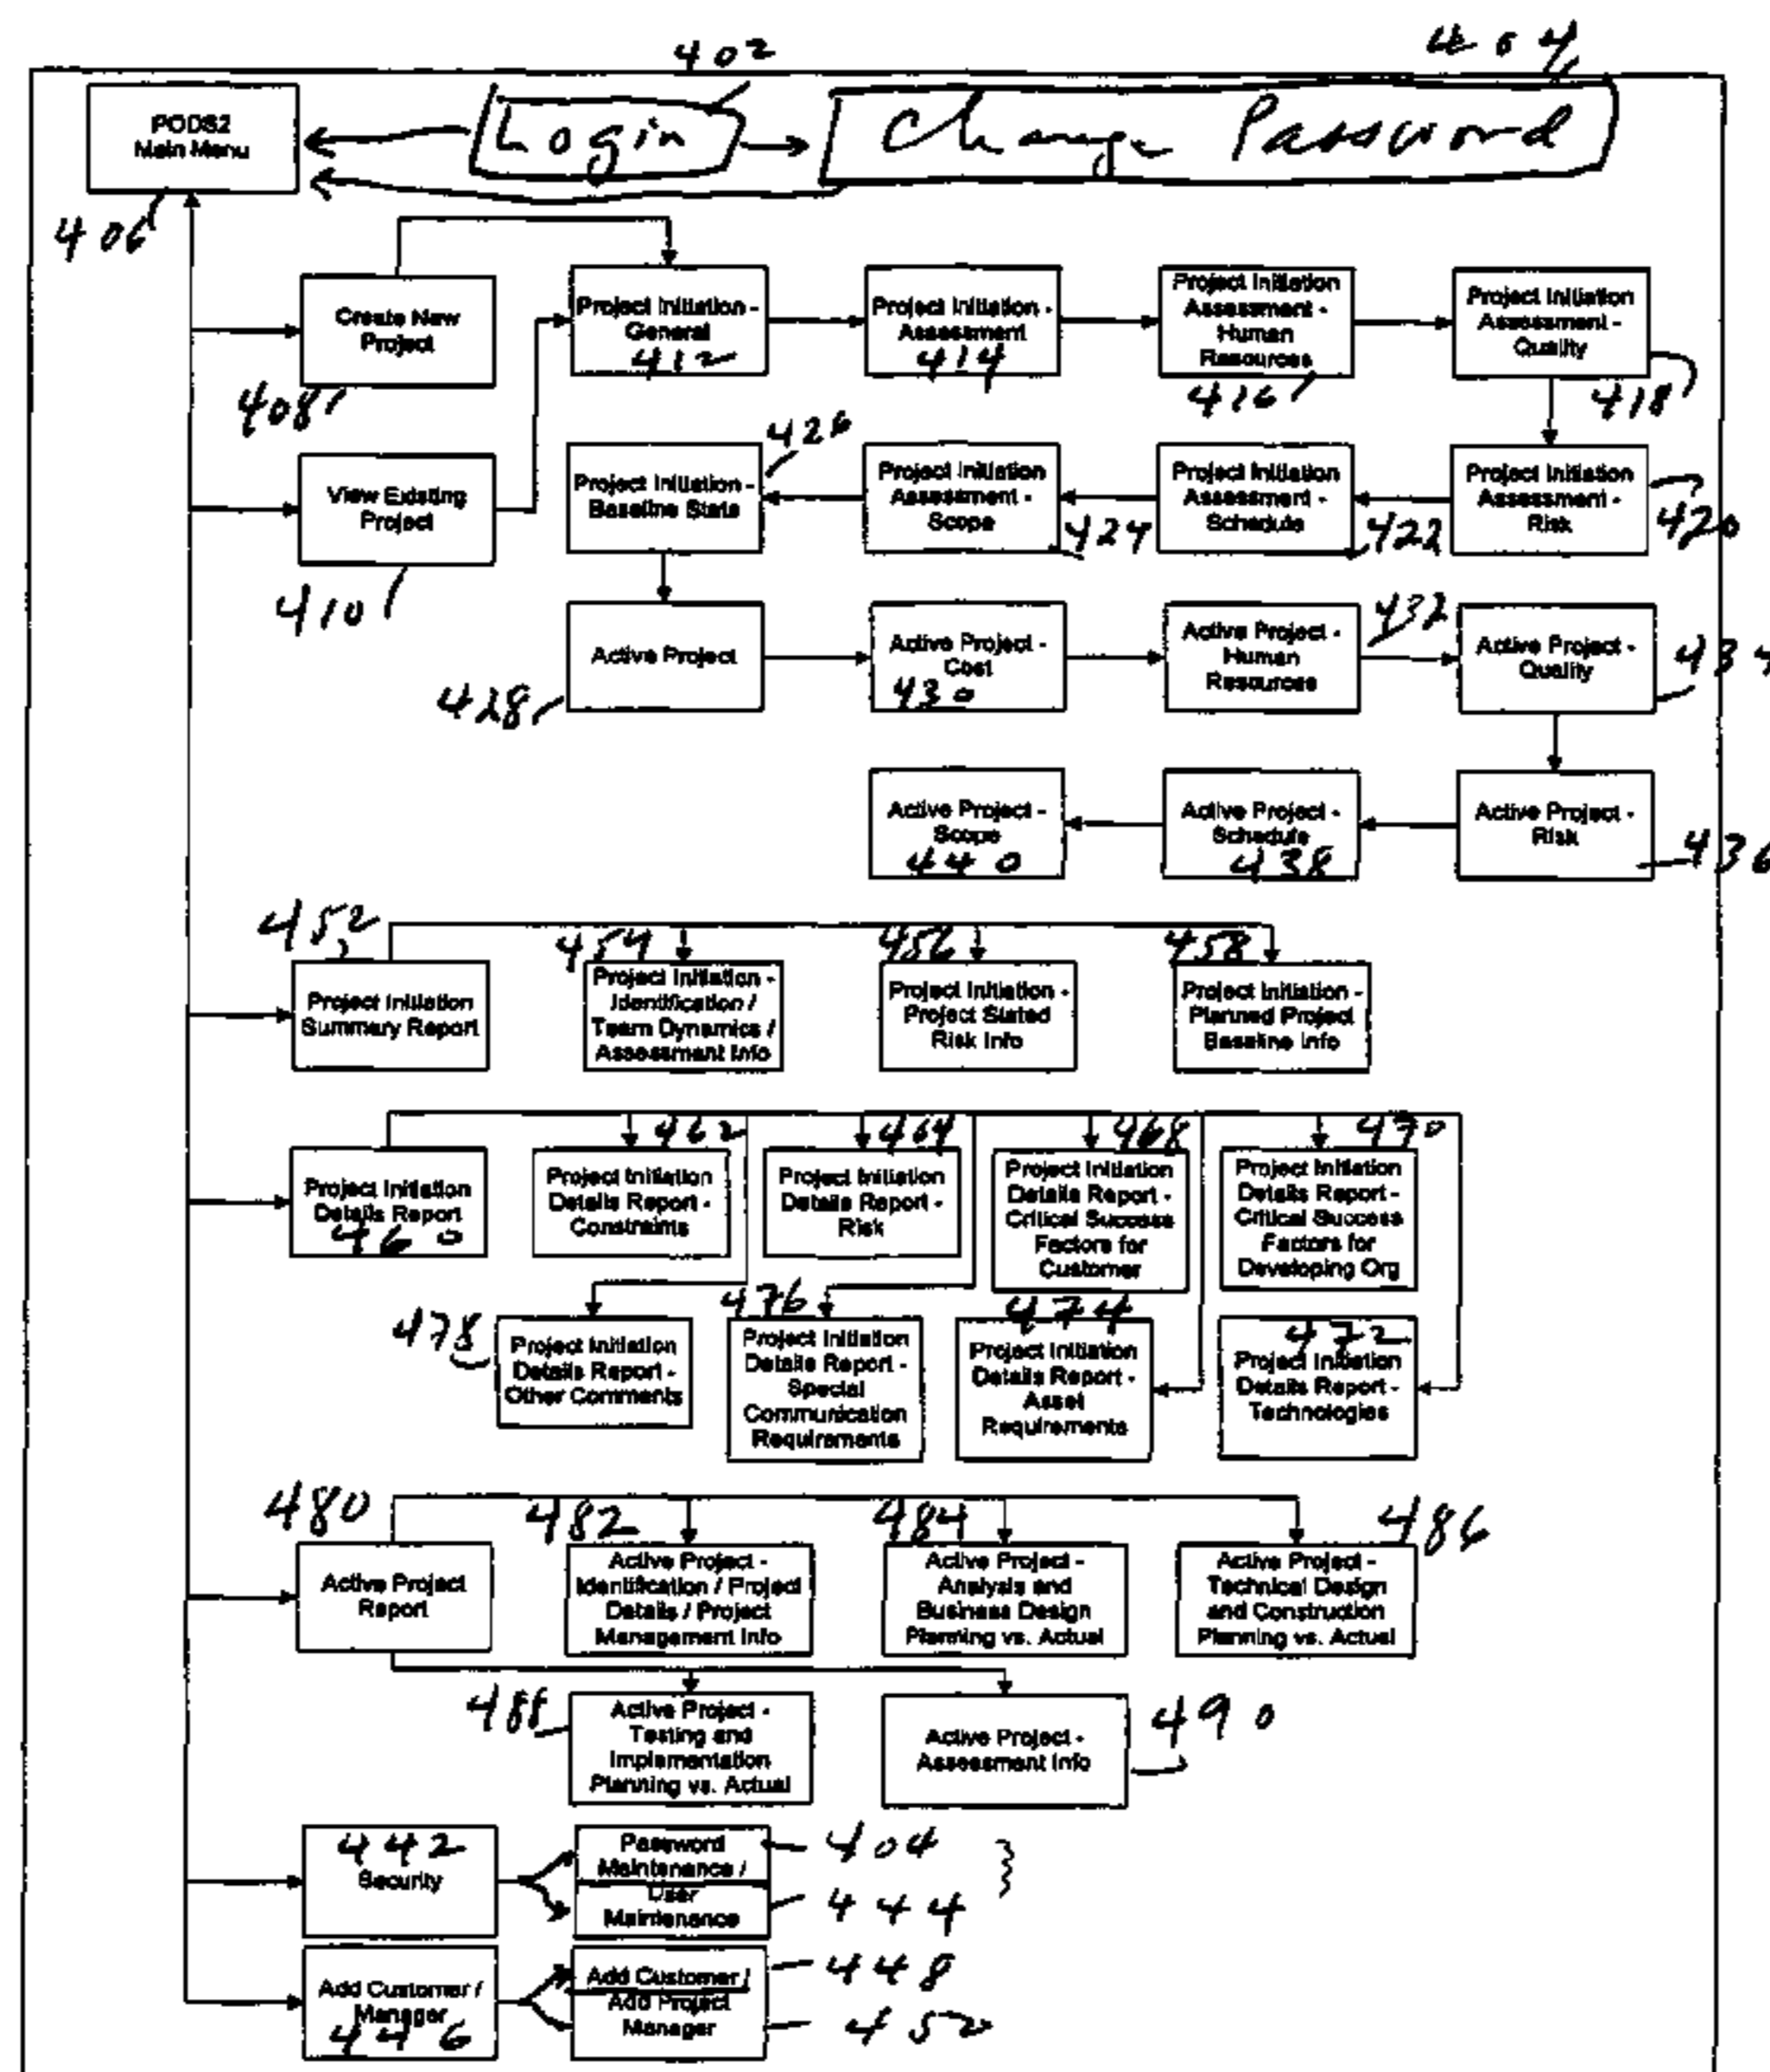 402
404
PODS2
Main Menu
Login
Change Password
406
Create New
Project
408
Project Initiation -
General
412
Project Initiation -
Assessment
414
Project Initiation
Assessment -
Human
Resources
416
Project Initiation
Assessment -
Quality
418
View Existing
Project
410
Project Initiation -
Baseline Stats
426
Project Initiation
Assessment -
Scope
424
Project Initiation
Assessment -
Schedule
422
Project Initiation
Assessment -
Risk
420
Active Project
428
Active Project -
Cost
430
Active Project -
Human
Resources
432
Active Project -
Quality
434
Active Project -
Scope
440
Active Project -
Schedule
438
Active Project -
Risk
436
452
Project Initiation
Summary Report
454
Project Initiation -
Identification /
Team Dynamics /
Assessment Info
456
Project Initiation -
Project Stated
Risk Info
458
Project Initiation -
Planned Project
Baseline Info
Project Initiation
Details Report
460
462
Project Initiation
Details Report -
Constraints
464
Project Initiation
Details Report -
Risk
468
Project Initiation
Details Report -
Critical Success
Factors for
Customer
470
Project Initiation
Details Report -
Critical Success
Factors for
Developing Org
478
Project Initiation
Details Report -
Other Comments
476
Project Initiation
Details Report -
Special
Communication
Requirements
474
Project Initiation
Details Report -
Asset
Requirements
472
Project Initiation
Details Report -
Technologies
480
Active Project
Report
482
Active Project -
Identification / Project
Details / Project
Management Info
484
Active Project -
Analysis and
Business Design
Planning vs. Actual
486
Active Project -
Technical Design
and Construction
Planning vs. Actual
488
Active Project -
Testing and
Implementation
Planning vs. Actual
Active Project -
Assessment Info
490
442
Security
Password
Maintenance /
User
Maintenance
404
444
Add Customer /
Manager
446
Add Customer /
Add Project
Manager
448
450